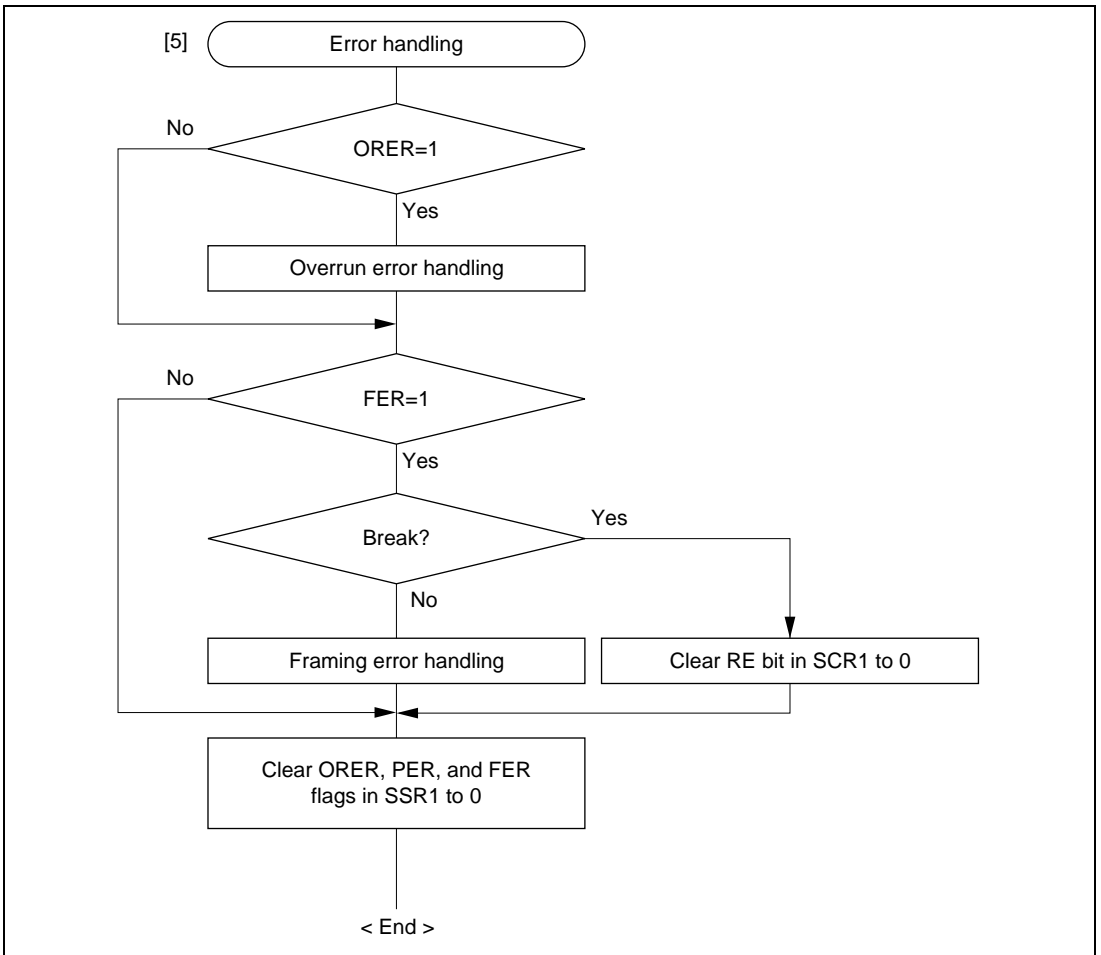 [5]
Error handling
No
ORER=1
Yes
Overrun error handling
No
FER=1
Yes
Break?
Yes
No
Framing error handling
Clear RE bit in SCR1 to 0
Clear ORER, PER, and FER
flags in SSR1 to 0
< End >